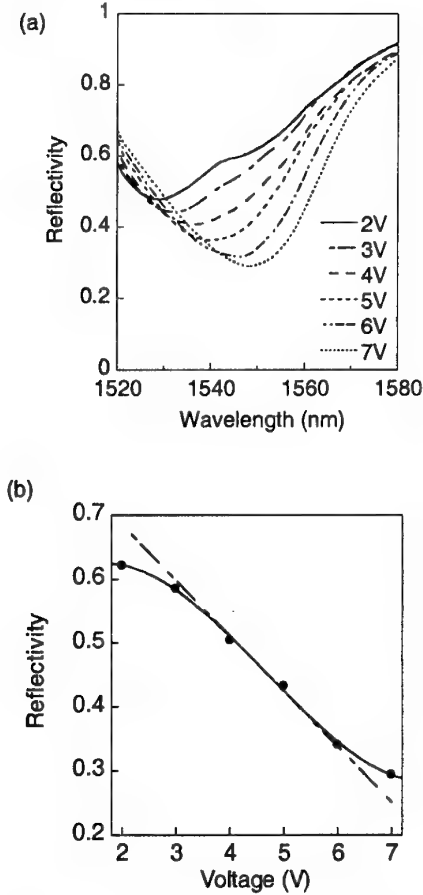 (a)
1
0.8
0.6
0.4
0.2
0
Reflectivity
2V
3V
4V
5V
6V
7V
1520 1540 1560 1580
Wavelength (nm)
(b)
0.7
0.6
0.5
0.4
0.3
0.2
Reflectivity
2 3 4 5 6 7
Voltage (V)